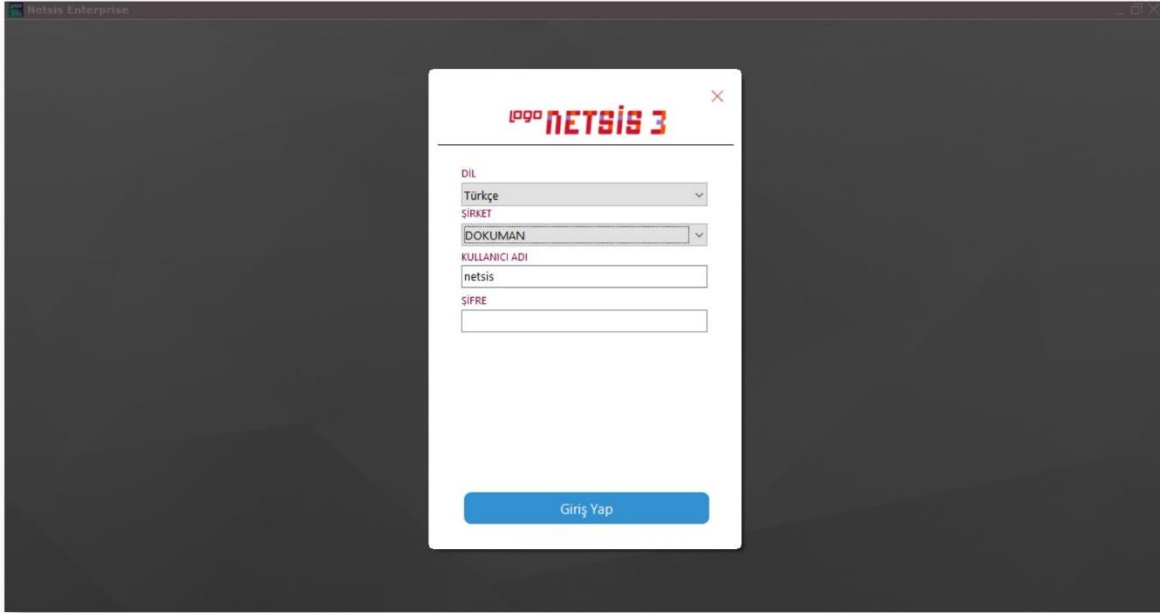 Netsis Enterprise
logo NETSİS 3
DİL
Türkçe
ŞİRKET
DOKUMAN
KULLANICI ADI
netsis
ŞİFRE
Giriş Yap